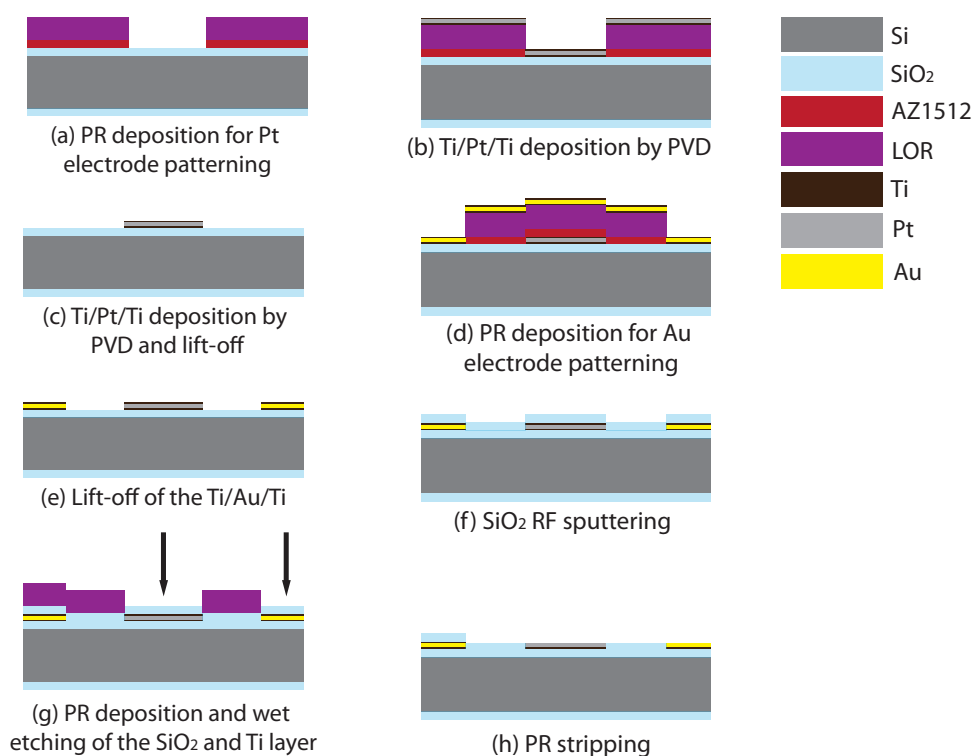 (a) PR deposition for Pt
electrode patterning
(b) Ti/Pt/Ti deposition by PVD
Si
SiO₂
AZ1512
LOR
Ti
Pt
Au
(c) Ti/Pt/Ti deposition by
PVD and lift-off
(d) PR deposition for Au
electrode patterning
(e) Lift-off of the Ti/Au/Ti
(f) SiO₂ RF sputtering
(g) PR deposition and wet
etching of the SiO₂ and Ti layer
(h) PR stripping